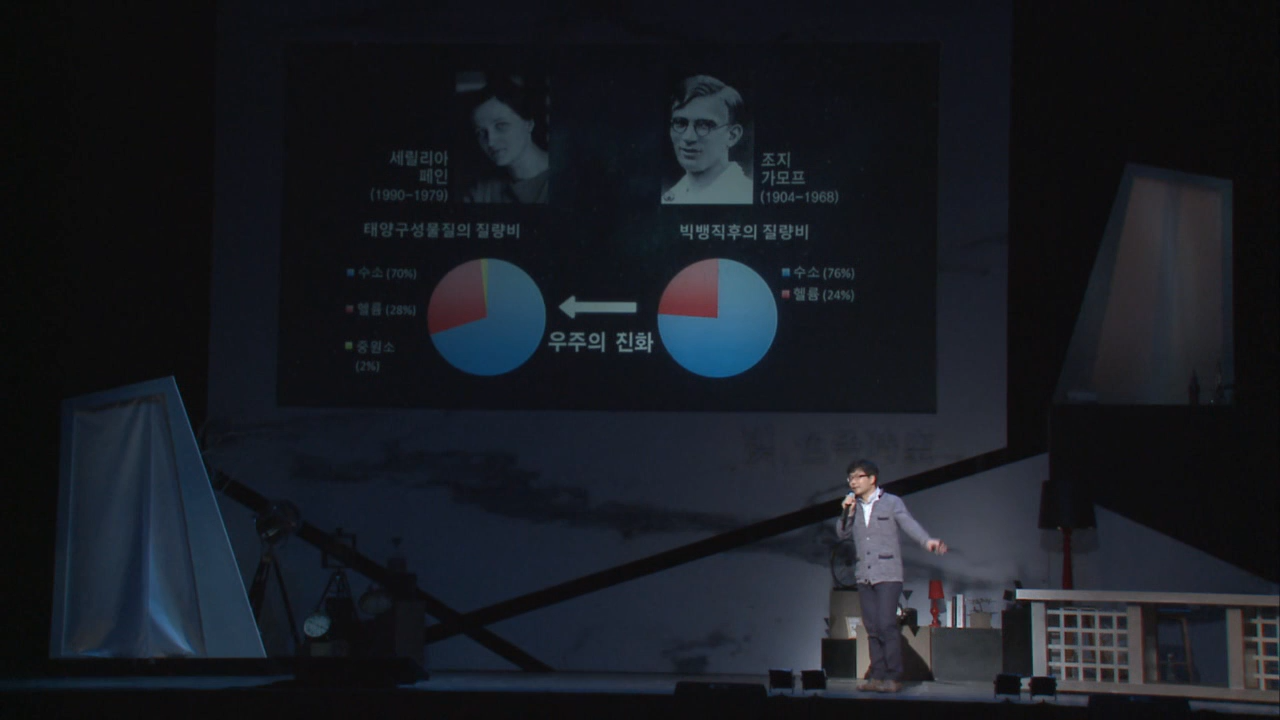 세릴리아
페인
(1990-1979)
조지
가모프
(1904-1968)
태양구성물질의 질량비
빅뱅직후의 질량비
수소 (70%)
헬륨 (28%)
중원소
(2%)
우주의 진화
수소 (76%)
헬륨 (24%)